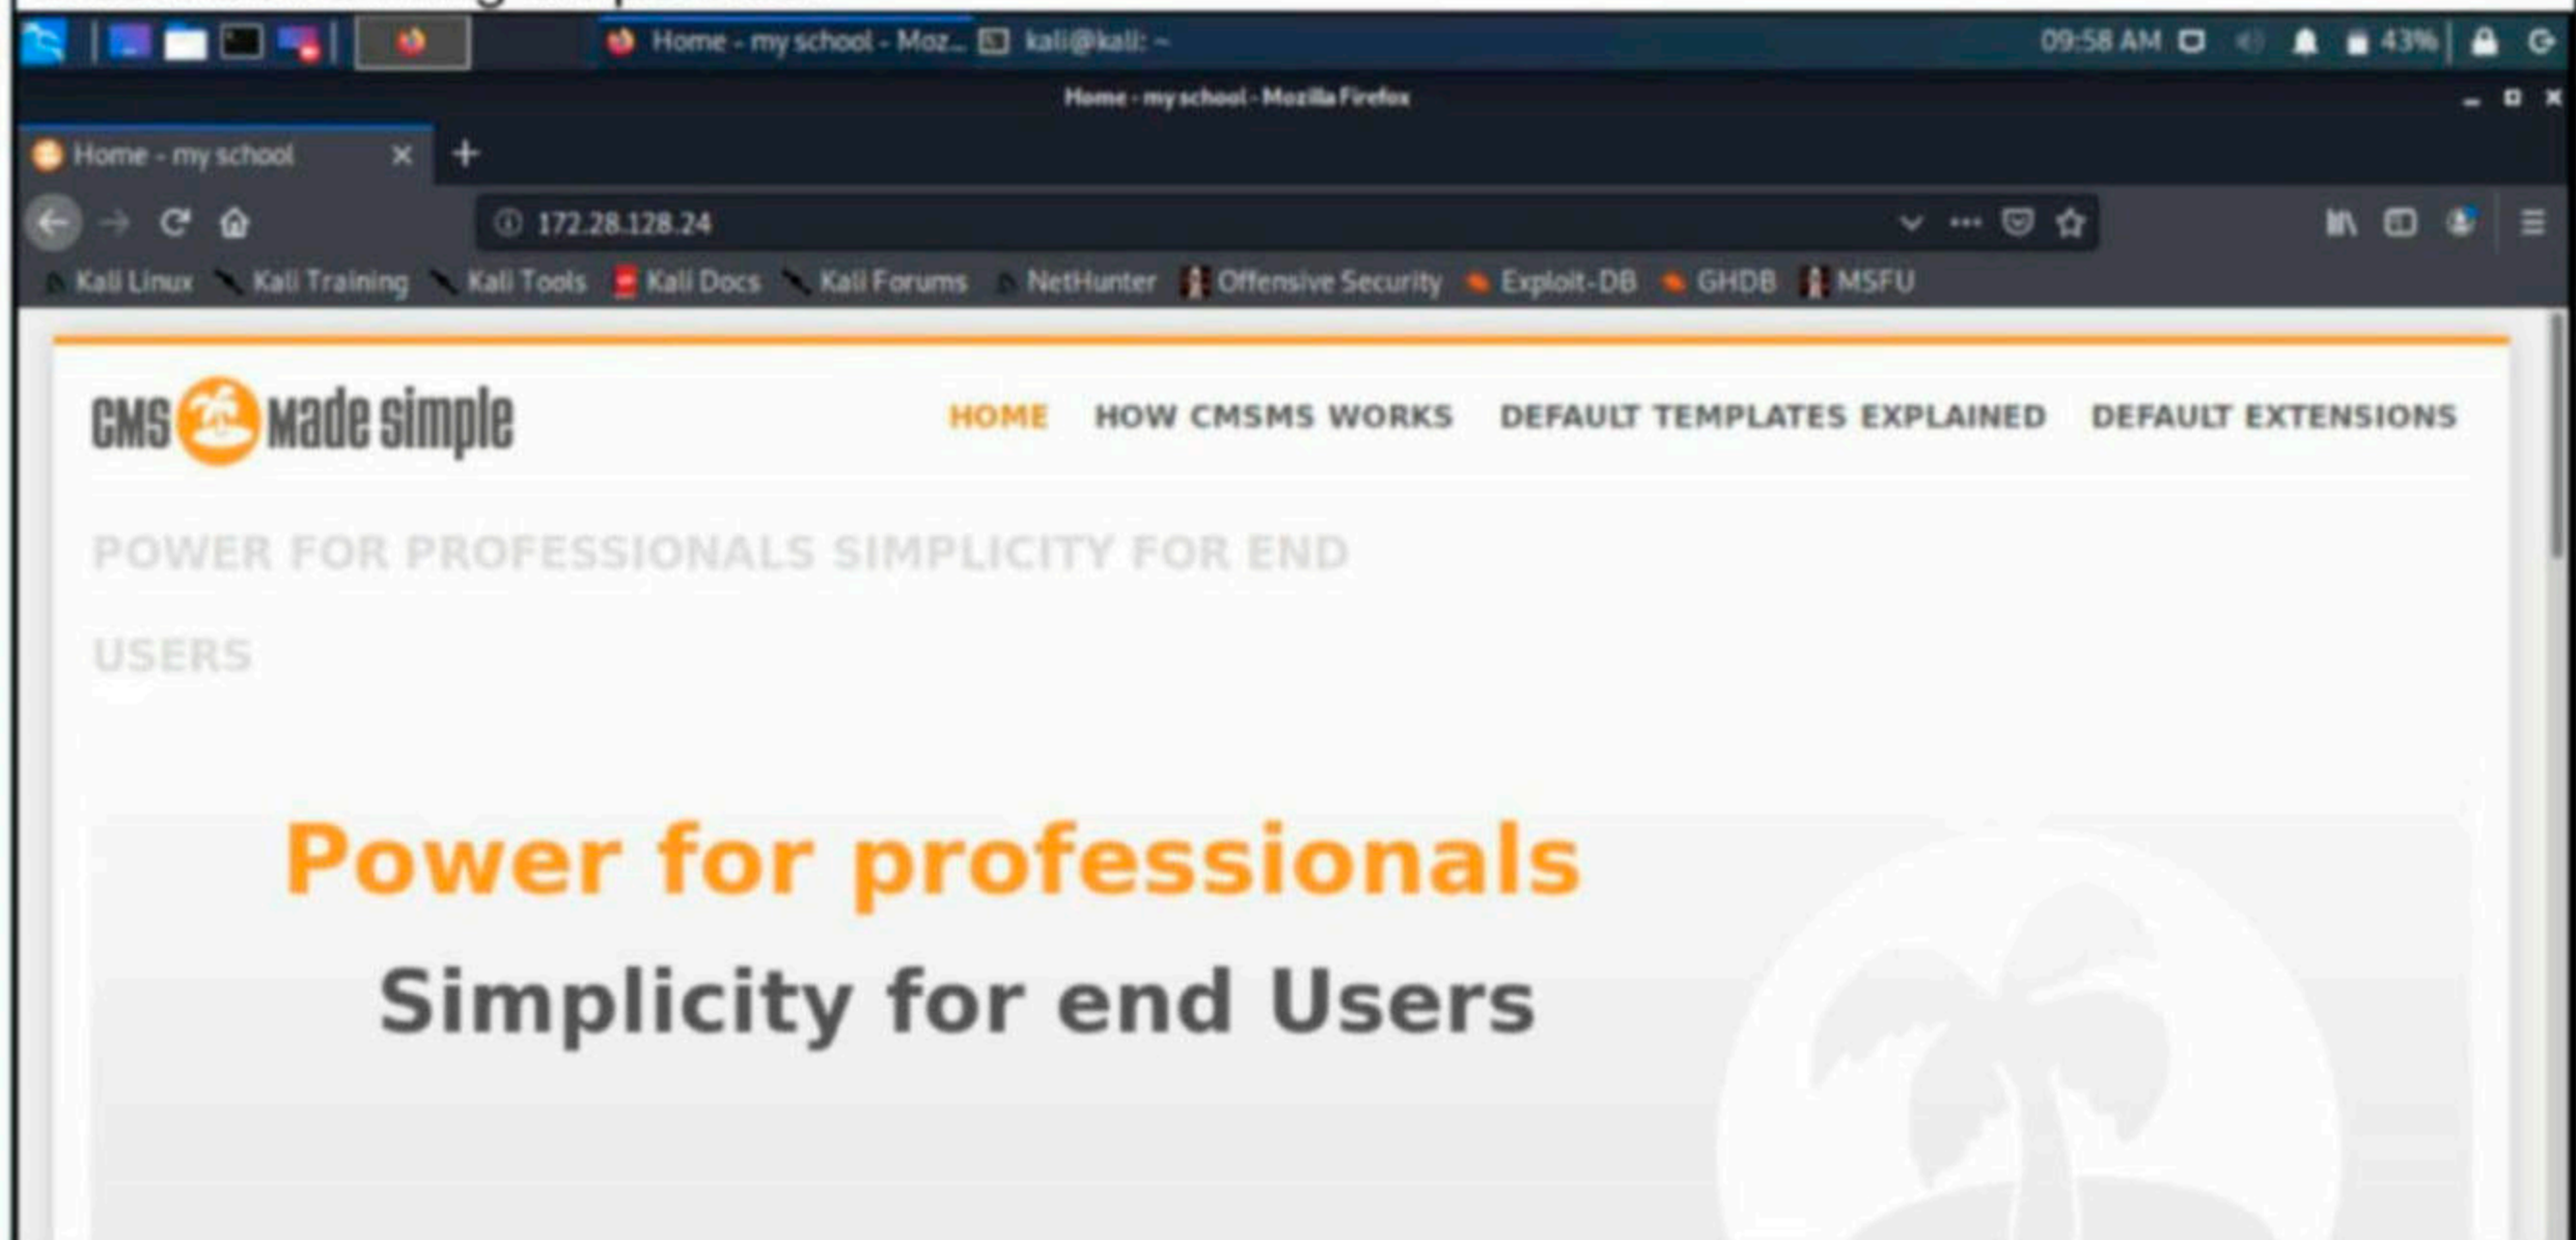 Home - my school - Moz... kali@kali: ~ 09:58 AM 43%
Home - my school - Mozilla Firefox
Home - my school
172.28.128.24
Kali Linux Kali Training Kali Tools Kali Docs Kali Forums NetHunter Offensive Security Exploit-DB GHDB MSFU
CMS Made Simple HOME HOW CMSMS WORKS DEFAULT TEMPLATES EXPLAINED DEFAULT EXTENSIONS
POWER FOR PROFESSIONALS SIMPLICITY FOR END
USERS
Power for professionals
Simplicity for end Users